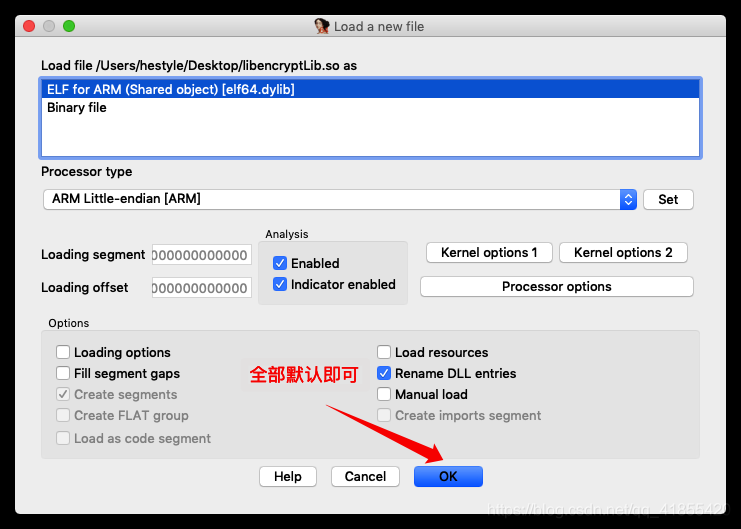 Load a new file
Load file /Users/hestyle/Desktop/libencryptLib.so as
ELF for ARM (Shared object) [elf64.dylib]
Binary file
Processor type
ARM Little-endian [ARM]
Set
Analysis
Loading segment
000000000000
Enabled
Kernel options 1
Kernel options 2
Loading offset
000000000000
Indicator enabled
Processor options
Options
Loading options
Load resources
Fill segment gaps
全部默认即可
Rename DLL entries
Create segments
Manual load
Create FLAT group
Create imports segment
Load as code segment
Help
Cancel
OK
https://blog.csdn.net/qq_41855420